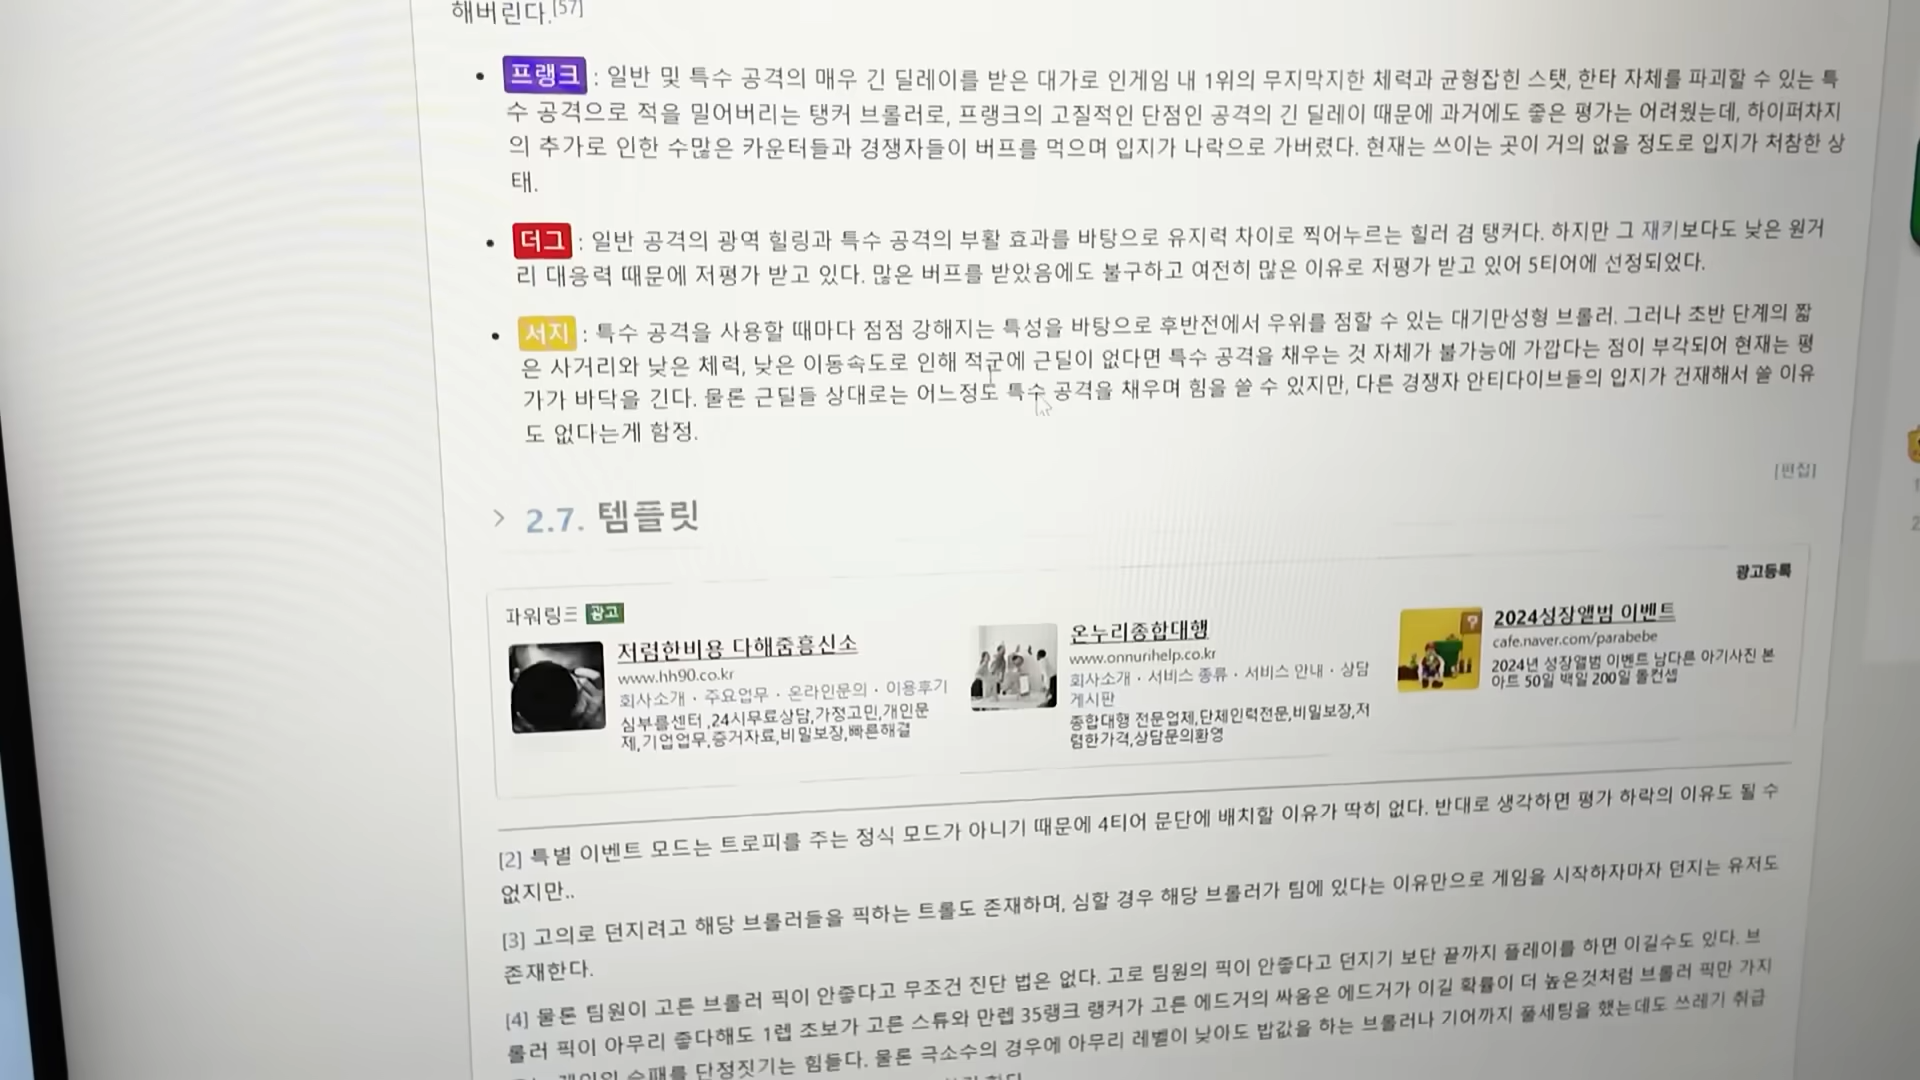 해버린다.[57]
프랭크 : 일반 및 특수 공격의 매우 긴 딜레이를 받은 대가로 인게임 내 1위의 무지막지한 체력과 균형잡힌 스탯, 한타 자체를 파괴할 수 있는 특
수 공격으로 적을 밀어버리는 탱커 브롤러로, 프랭크의 고질적인 단점인 공격의 긴 딜레이 때문에 과거에도 좋은 평가는 어려웠는데, 하이퍼차지
의 추가로 인한 수많은 카운터들과 경쟁자들이 버프를 먹으며 입지가 나락으로 가버렸다. 현재는 쓰이는 곳이 거의 없을 정도로 입지가 처참한 상
태.
더그 : 일반 공격의 광역 힐링과 특수 공격의 부활 효과를 바탕으로 유지력 차이로 찍어누르는 힐러 겸 탱커다. 하지만 그 재키보다도 낮은 원거
리 대응력 때문에 저평가 받고 있다. 많은 버프를 받았음에도 불구하고 여전히 많은 이유로 저평가 받고 있어 5티어에 선정되었다.
서지 : 특수 공격을 사용할 때마다 점점 강해지는 특성을 바탕으로 후반전에서 우위를 점할 수 있는 대기만성형 브롤러. 그러나 초반 단계의 짧
은 사거리와 낮은 체력, 낮은 이동속도로 인해 적군에 근딜이 없다면 특수 공격을 채우는 것 자체가 불가능에 가깝다는 점이 부각되어 현재는 평
가가 바닥을 긴다. 물론 근딜들 상대로는 어느정도 특수 공격을 채우며 힘을 쓸 수 있지만, 다른 경쟁자 안티다이브들의 입지가 건재해서 쓸 이유
도 없다는게 함정.
[편집]
2.7. 템플릿
광고등록
파워링크 광고
저렴한비용 다해줌흥신소
www.hh90.co.kr
회사소개 · 주요업무 · 온라인문의 · 이용후기
심부름센터,24시무료상담,가정고민,개인문
제,기업업무,증거자료,비밀보장,빠른해결
온누리종합대행
www.onnurihelp.co.kr
회사소개 · 서비스 종류 · 서비스 안내 · 상담
게시판
종합대행 전문업체,단체인력전문,비밀보장,저
렴한가격,상담문의환영
2024성장앨범 이벤트
cafe.naver.com/parabebe
2024년 성장앨범 이벤트 남다른 아기사진 본
아트 50일 백일 200일 돌컨셉
[2] 특별 이벤트 모드는 트로피를 주는 정식 모드가 아니기 때문에 4티어 문단에 배치할 이유가 딱히 없다. 반대로 생각하면 평가 하락의 이유도 될 수
없지만..
[3] 고의로 던지려고 해당 브롤러들을 픽하는 트롤도 존재하며, 심할 경우 해당 브롤러가 팀에 있다는 이유만으로 게임을 시작하자마자 던지는 유저도
존재한다.
[4] 물론 팀원이 고른 브롤러 픽이 안좋다고 무조건 진단 법은 없다. 고로 팀원의 픽이 안좋다고 던지기 보단 끝까지 플레이를 하면 이길수도 있다. 브
롤러 픽이 아무리 좋다해도 1렙 초보가 고른 스튜와 만렙 35랭크 랭커가 고른 에드거의 싸움은 에드거가 이길 확률이 더 높은것처럼 브롤러 픽만 가지
게임의 승패를 단정짓기는 힘들다. 물론 극소수의 경우에 아무리 레벨이 낮아도 밥값을 하는 브롤러나 기어까지 풀세팅을 했는데도 쓰레기 취급